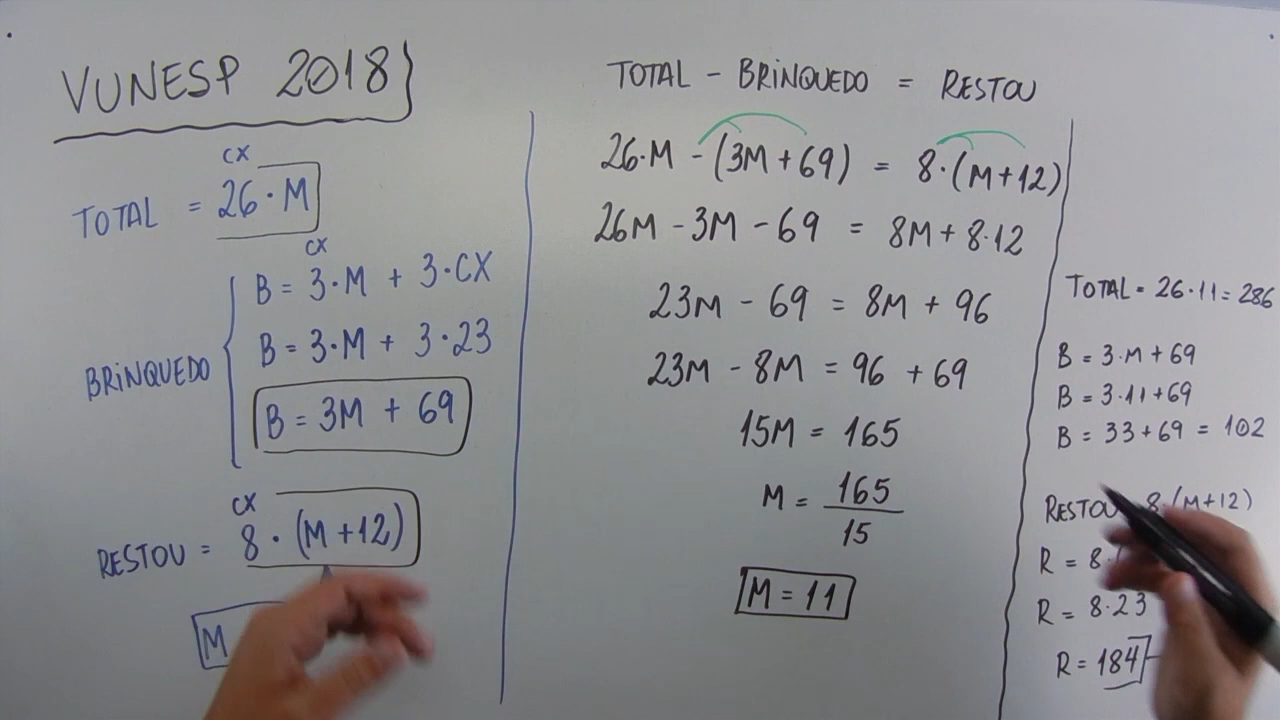 VUNESP 2018
CX
TOTAL = 26·M
CX
B = 3·M + 3·CX
B = 3·M + 3·23
BRINQUEDO
B = 3M + 69
CX
RESTOU = 8·(M+12)
M
TOTAL - BRINQUEDO = RESTOU
26·M - (3M+69) = 8·(M+12)
26M - 3M - 69 = 8M + 8·12
23M - 69 = 8M + 96
23M - 8M = 96 + 69
15M = 165
M = 165
15
M = 11
TOTAL = 26·11 = 286
B = 3·M + 69
B = 3·11+69
B = 33+69 = 102
RESTOU 8·(M+12)
R = 8·
R = 8·23
R = 184